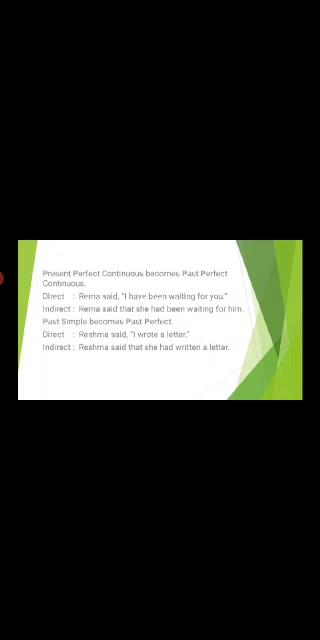 Present Perfect Continuous becomes Past Perfect
Continuous.
Direct : Rema said, "I have been waiting for you."
Indirect : Rema said that she had been waiting for him.
Past Simple becomes Past Perfect.
Direct : Reshma said, "I wrote a letter."
Indirect : Reshma said that she had written a letter.